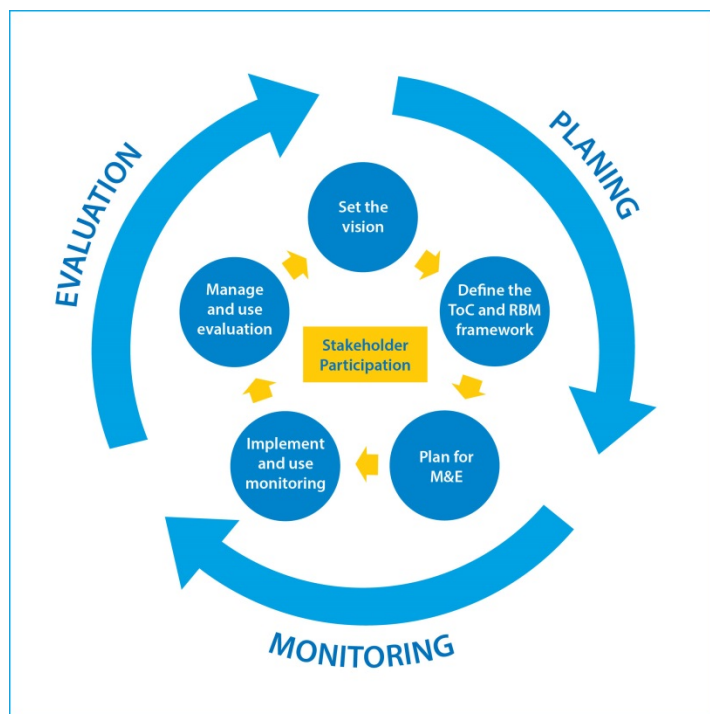 EVALUATION
PLANING
Set the
vision
Manage
and use
evaluation
Define the
ToC and RBM
framework
Stakeholder
Participation
Implement
and use
monitoring
Plan for
M&E
MONITORING